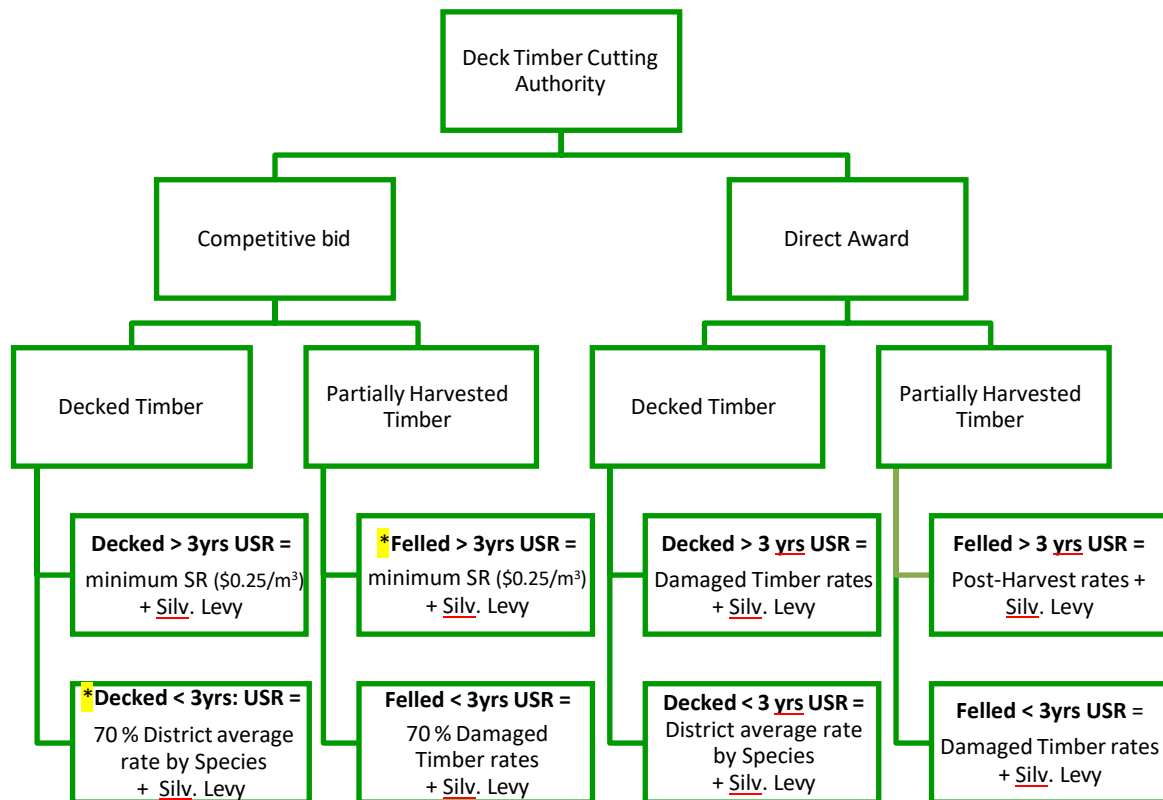 Deck Timber Cutting
Authority
Competitive bid
Direct Award
Decked Timber
Partially Harvested
Timber
Decked Timber
Partially Harvested
Timber
Decked > 3yrs USR =
minimum SR ($0.25/m³)
+ Silv. Levy
*Felled > 3yrs USR =
minimum SR ($0.25/m³)
+ Silv. Levy
Decked > 3 yrs USR =
Damaged Timber rates
+ Silv. Levy
Felled > 3 yrs USR =
Post-Harvest rates +
Silv. Levy
*Decked < 3yrs: USR =
70 % District average
rate by Species
+ Silv. Levy
Felled < 3yrs USR =
70 % Damaged
Timber rates
+ Silv. Levy
Decked < 3 yrs USR =
District average rate
by Species
+ Silv. Levy
Felled < 3yrs USR =
Damaged Timber rates
+ Silv. Levy